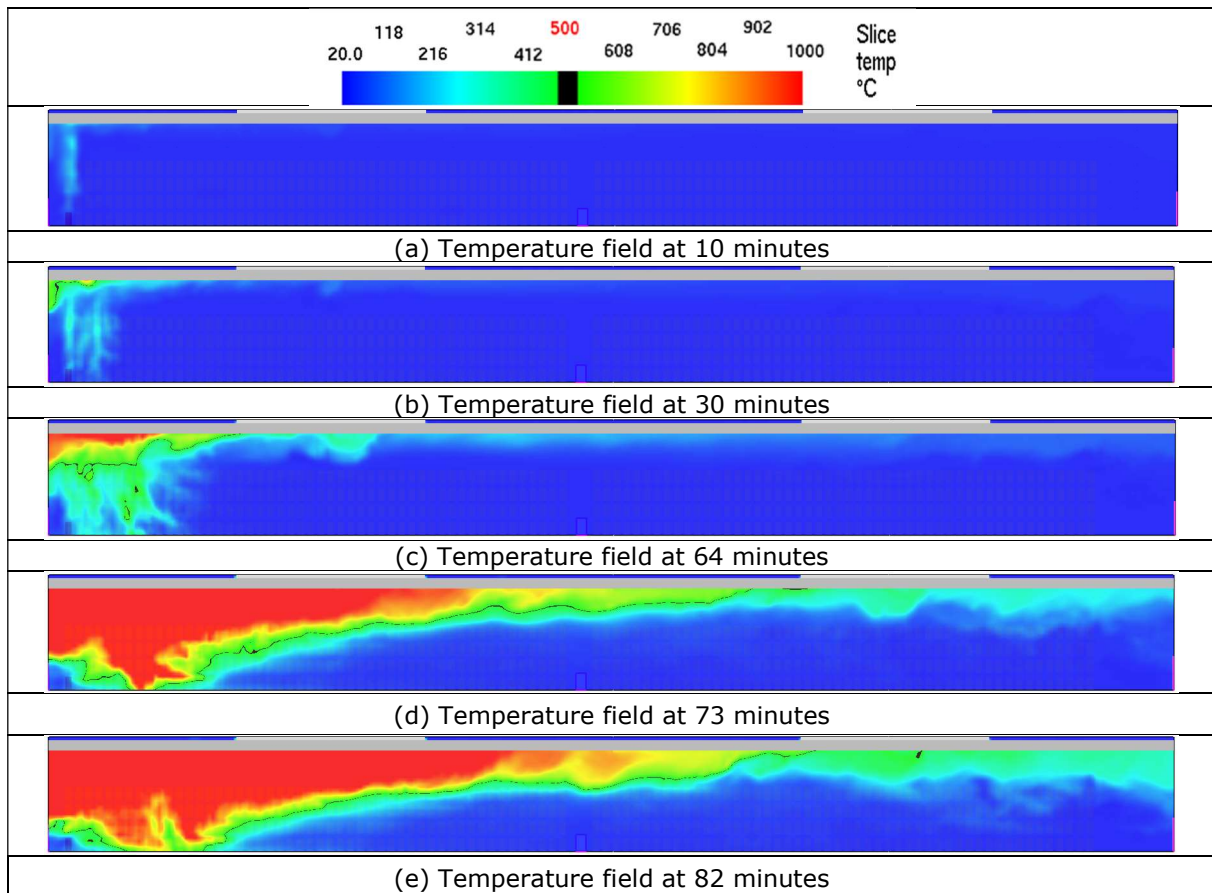 118 314 500 706 902
20.0 216 412 608 804 1000
Slice
temp
°C
(a) Temperature field at 10 minutes
(b) Temperature field at 30 minutes
(c) Temperature field at 64 minutes
(d) Temperature field at 73 minutes
(e) Temperature field at 82 minutes